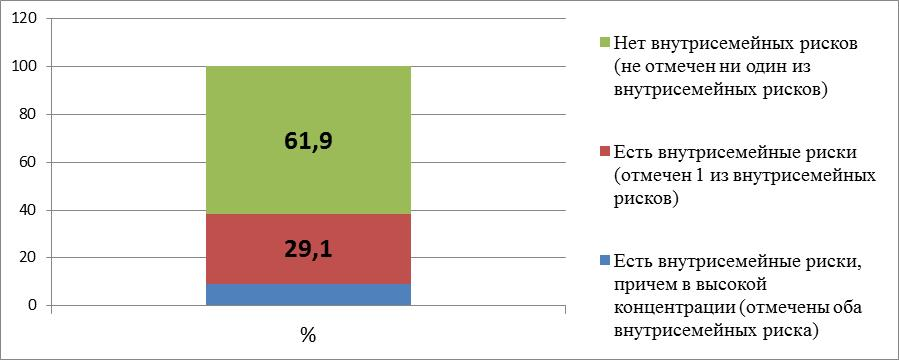 120
100
80
60
40
20
0
61,9
29,1
%
Нет внутрисемейных рисков
(не отмечен ни один из
внутрисемейных рисков)
Есть внутрисемейные риски
(отмечен 1 из внутрисемейных
рисков)
Есть внутрисемейные риски,
причем в высокой
концентрации (отмечены оба
внутрисемейных риска)